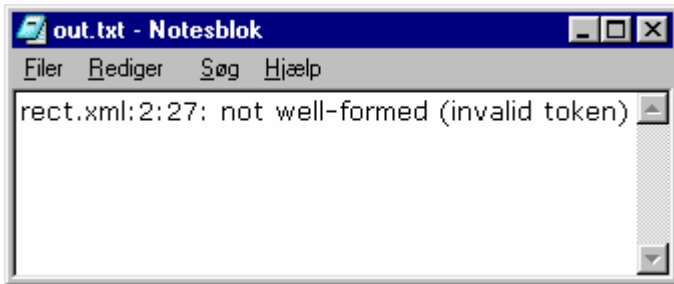 out.txt - Notesblok
Filer Rediger Søg Hjælp
rect.xml:2:27: not well-formed (invalid token)